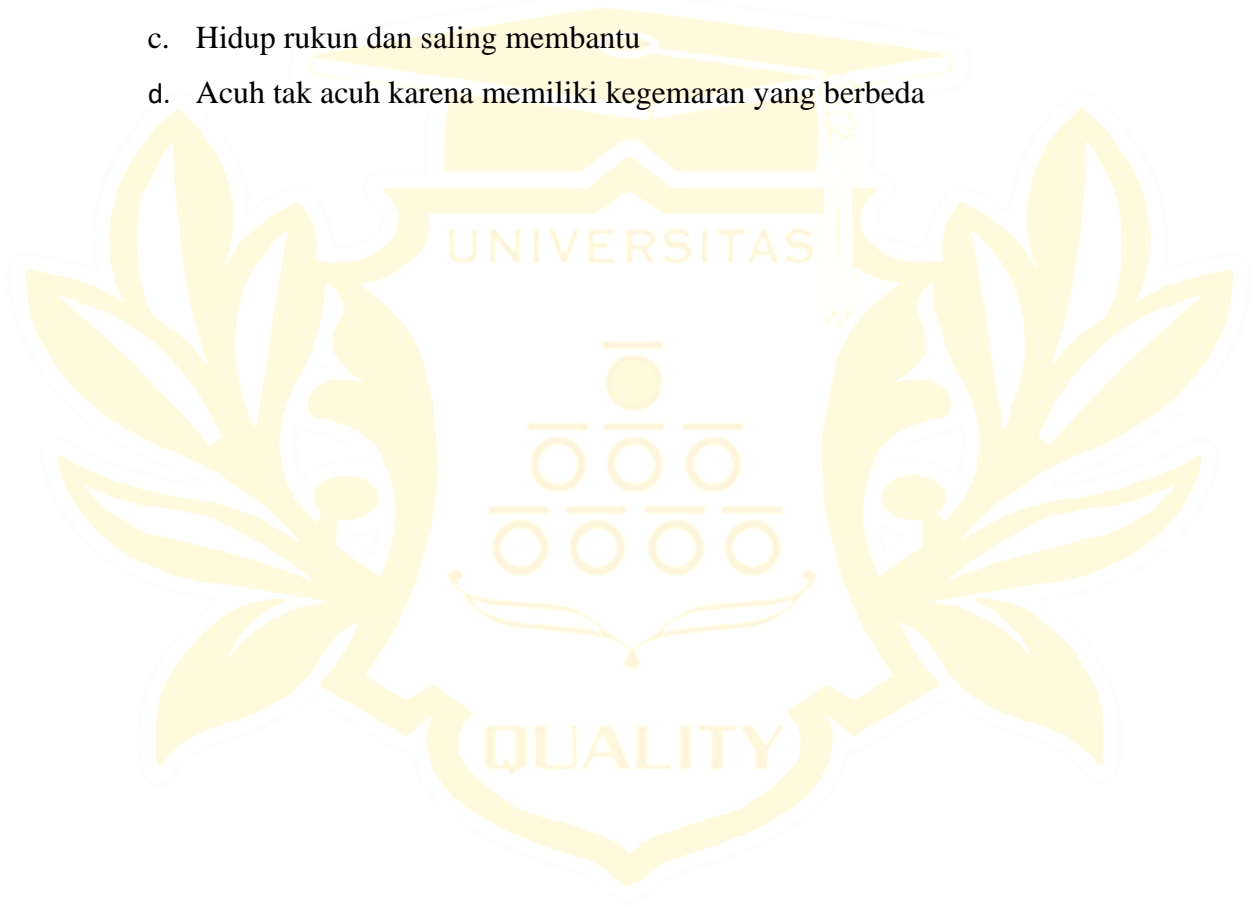 c. Hidup rukun dan saling membantu
d. Acuh tak acuh karena memiliki kegemaran yang berbeda
UNIVERSITAS
QUALITY